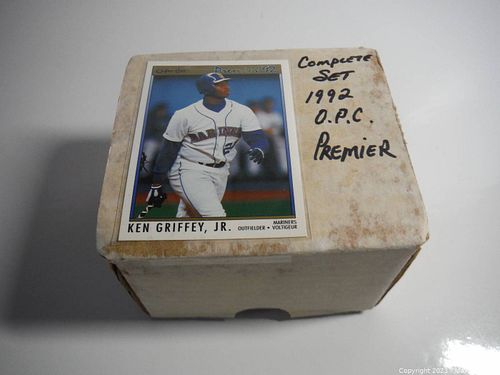 COMPLETE
SET
1992
O.P.C.
PREMIER
MARINERS
KEN GRIFFEY, JR.
OUTFIELDER • VOLTIGEUR